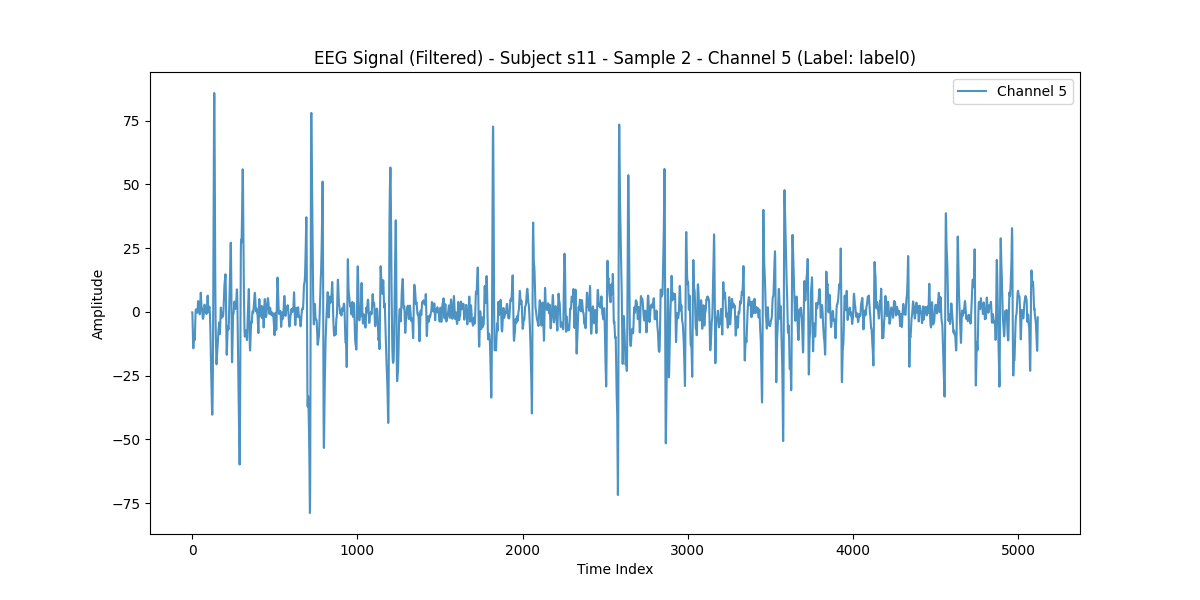 EEG Signal (Filtered) - Subject s11 - Sample 2 - Channel 5 (Label: label0)
Channel 5
75
50
25
0
−25
−50
−75
Amplitude
0 1000 2000 3000 4000 5000
Time Index